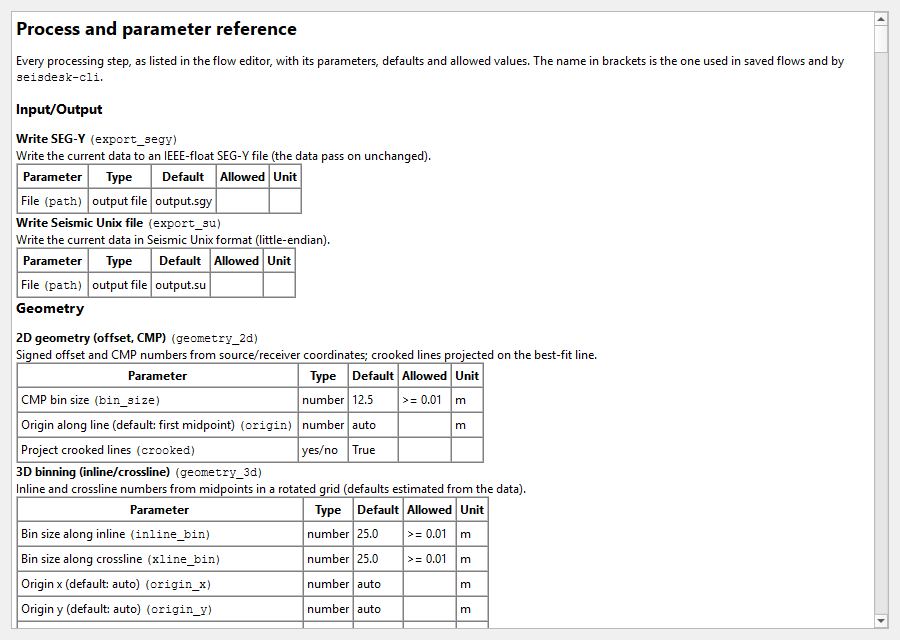 Process and parameter reference
Every processing step, as listed in the flow editor, with its parameters, defaults and allowed values. The name in brackets is the one used in saved flows and by
seisdesk-cli.
Input/Output
Write SEG-Y (export_segy)
Write the current data to an IEEE-float SEG-Y file (the data pass on unchanged).
Parameter Type Default Allowed Unit
File (path) output file output.sgy
Write Seismic Unix file (export_su)
Write the current data in Seismic Unix format (little-endian).
Parameter Type Default Allowed Unit
File (path) output file output.su
Geometry
2D geometry (offset, CMP) (geometry_2d)
Signed offset and CMP numbers from source/receiver coordinates; crooked lines projected on the best-fit line.
Parameter Type Default Allowed Unit
CMP bin size (bin_size) number 12.5 >= 0.01 m
Origin along line (default: first midpoint) (origin) number auto m
Project crooked lines (crooked) yes/no True
3D binning (inline/crossline) (geometry_3d)
Inline and crossline numbers from midpoints in a rotated grid (defaults estimated from the data).
Parameter Type Default Allowed Unit
Bin size along inline (inline_bin) number 25.0 >= 0.01 m
Bin size along crossline (xline_bin) number 25.0 >= 0.01 m
Origin x (default: auto) (origin_x) number auto m
Origin y (default: auto) (origin_y) number auto m